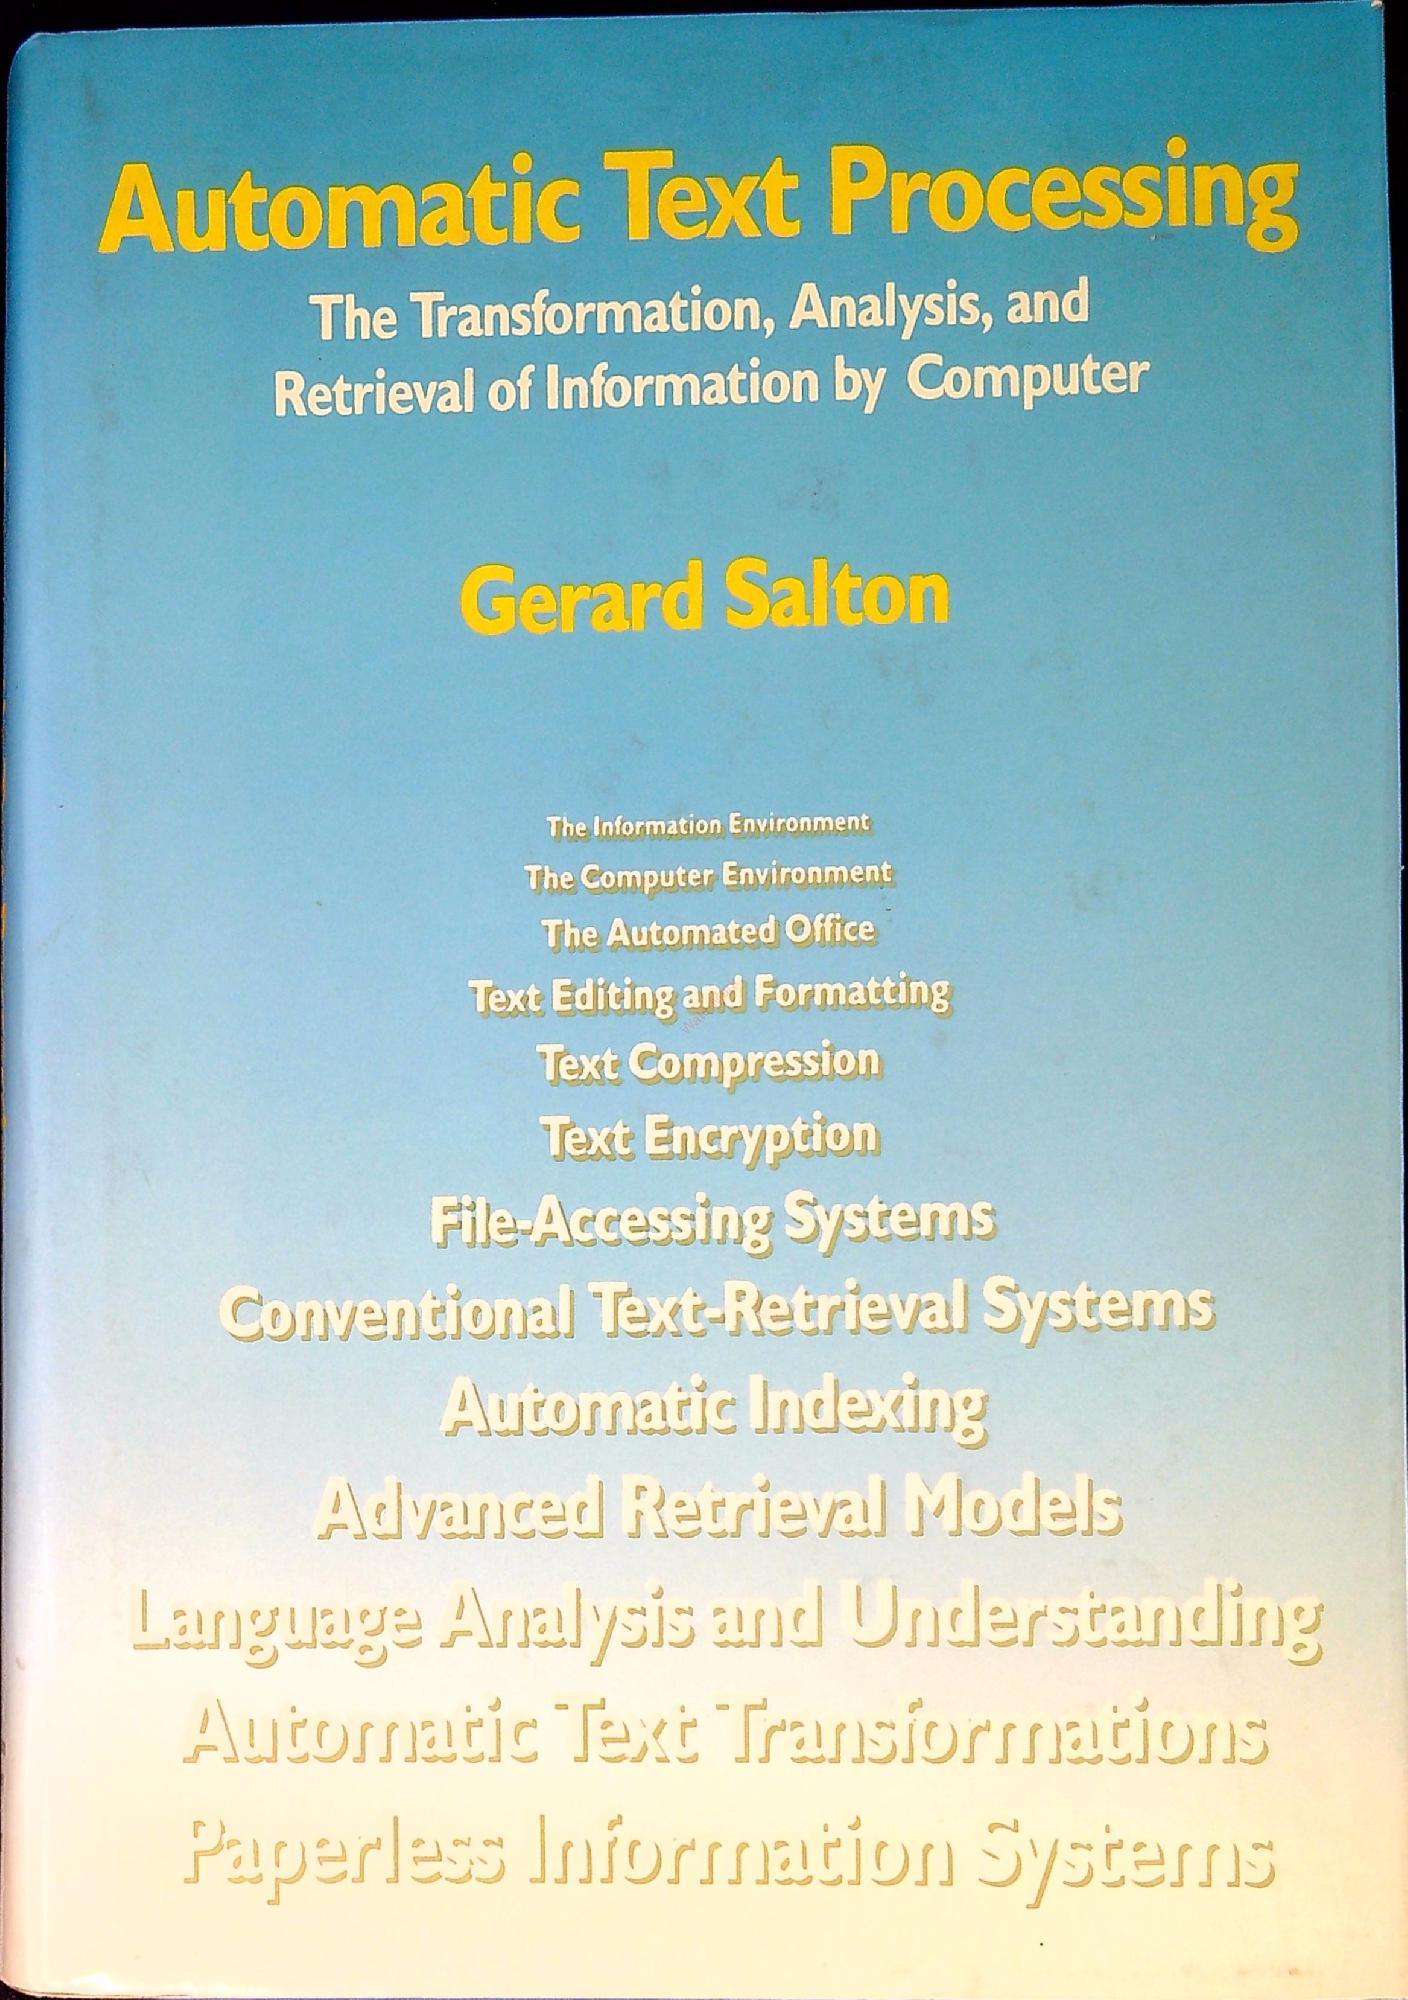 Automatic Text Processing
The Transformation, Analysis, and
Retrieval of Information by Computer
Gerard Salton
The Information Environment
The Computer Environment
The Automated Office
Text Editing and Formatting
Text Compression
Text Encryption
File-Accessing Systems
Conventional Text-Retrieval Systems
Automatic Indexing
Advanced Retrieval Models
Language Analysis and Understanding
Automatic Text Transformations
Paperless Information Systems